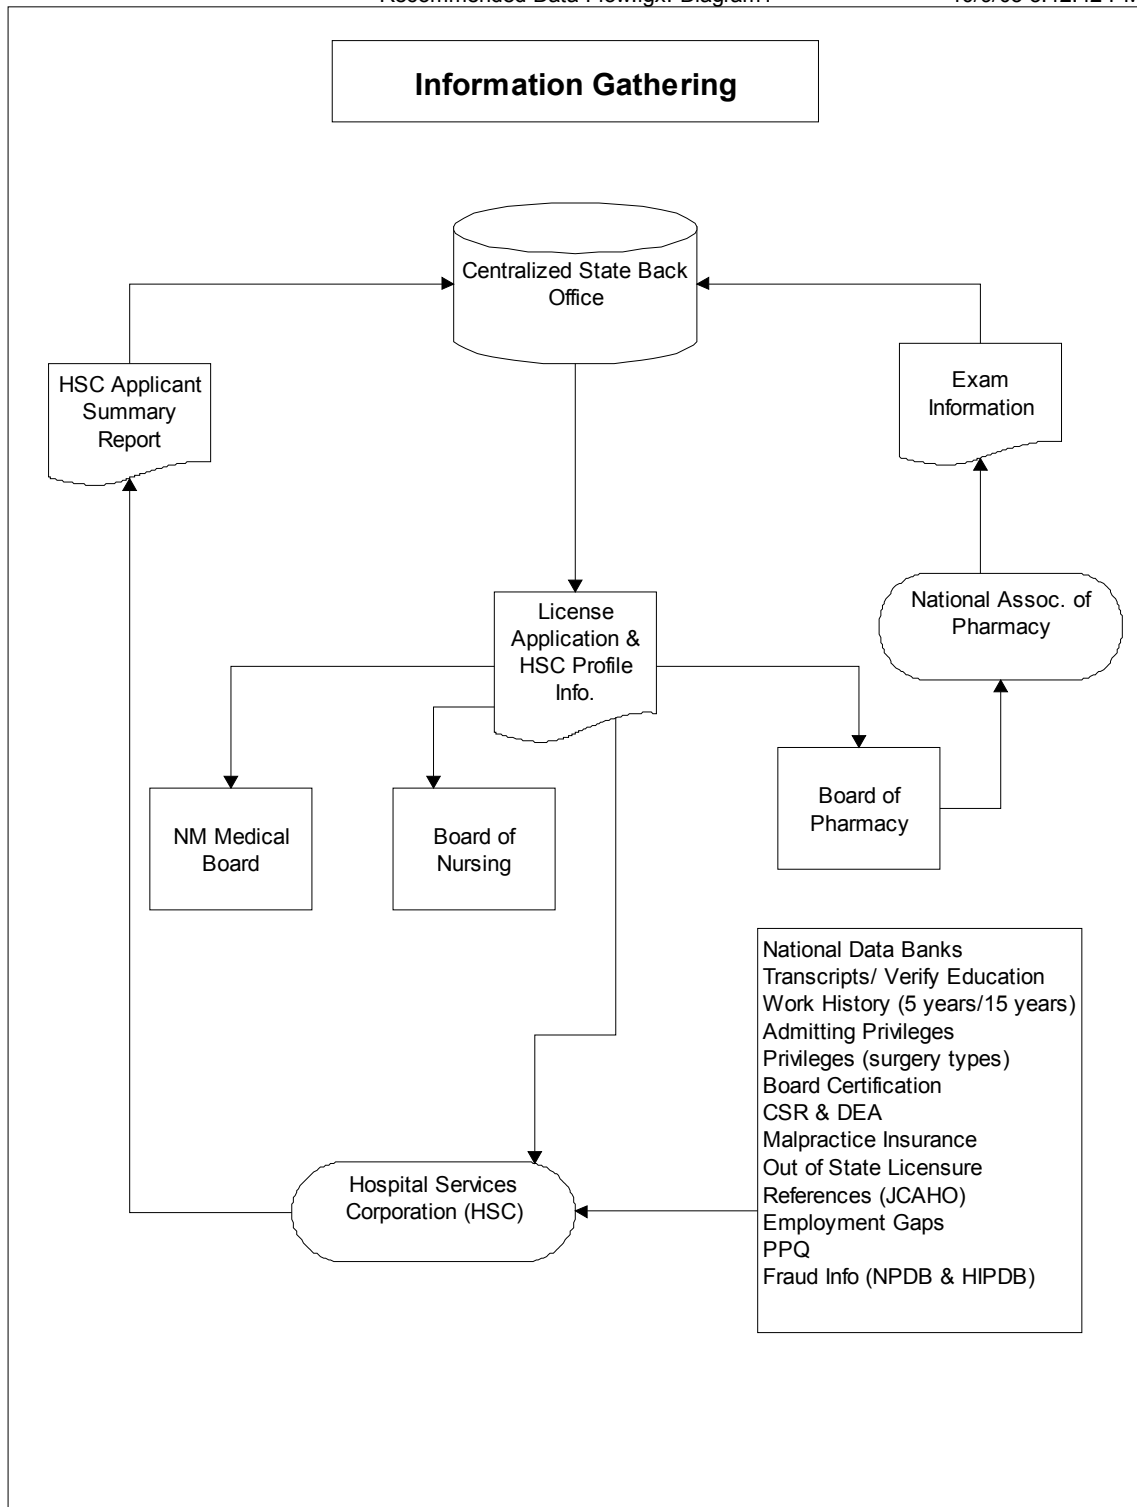 Information Gathering
Centralized State Back
Office
HSC Applicant
Summary
Report
Exam
Information
National Assoc. of
Pharmacy
License
Application &
HSC Profile
Info.
NM Medical
Board
Board of
Nursing
Board of
Pharmacy
National Data Banks
Transcripts/ Verify Education
Work History (5 years/15 years)
Admitting Privileges
Privileges (surgery types)
Board Certification
CSR & DEA
Malpractice Insurance
Out of State Licensure
References (JCAHO)
Employment Gaps
PPQ
Fraud Info (NPDB & HIPDB)
Hospital Services
Corporation (HSC)